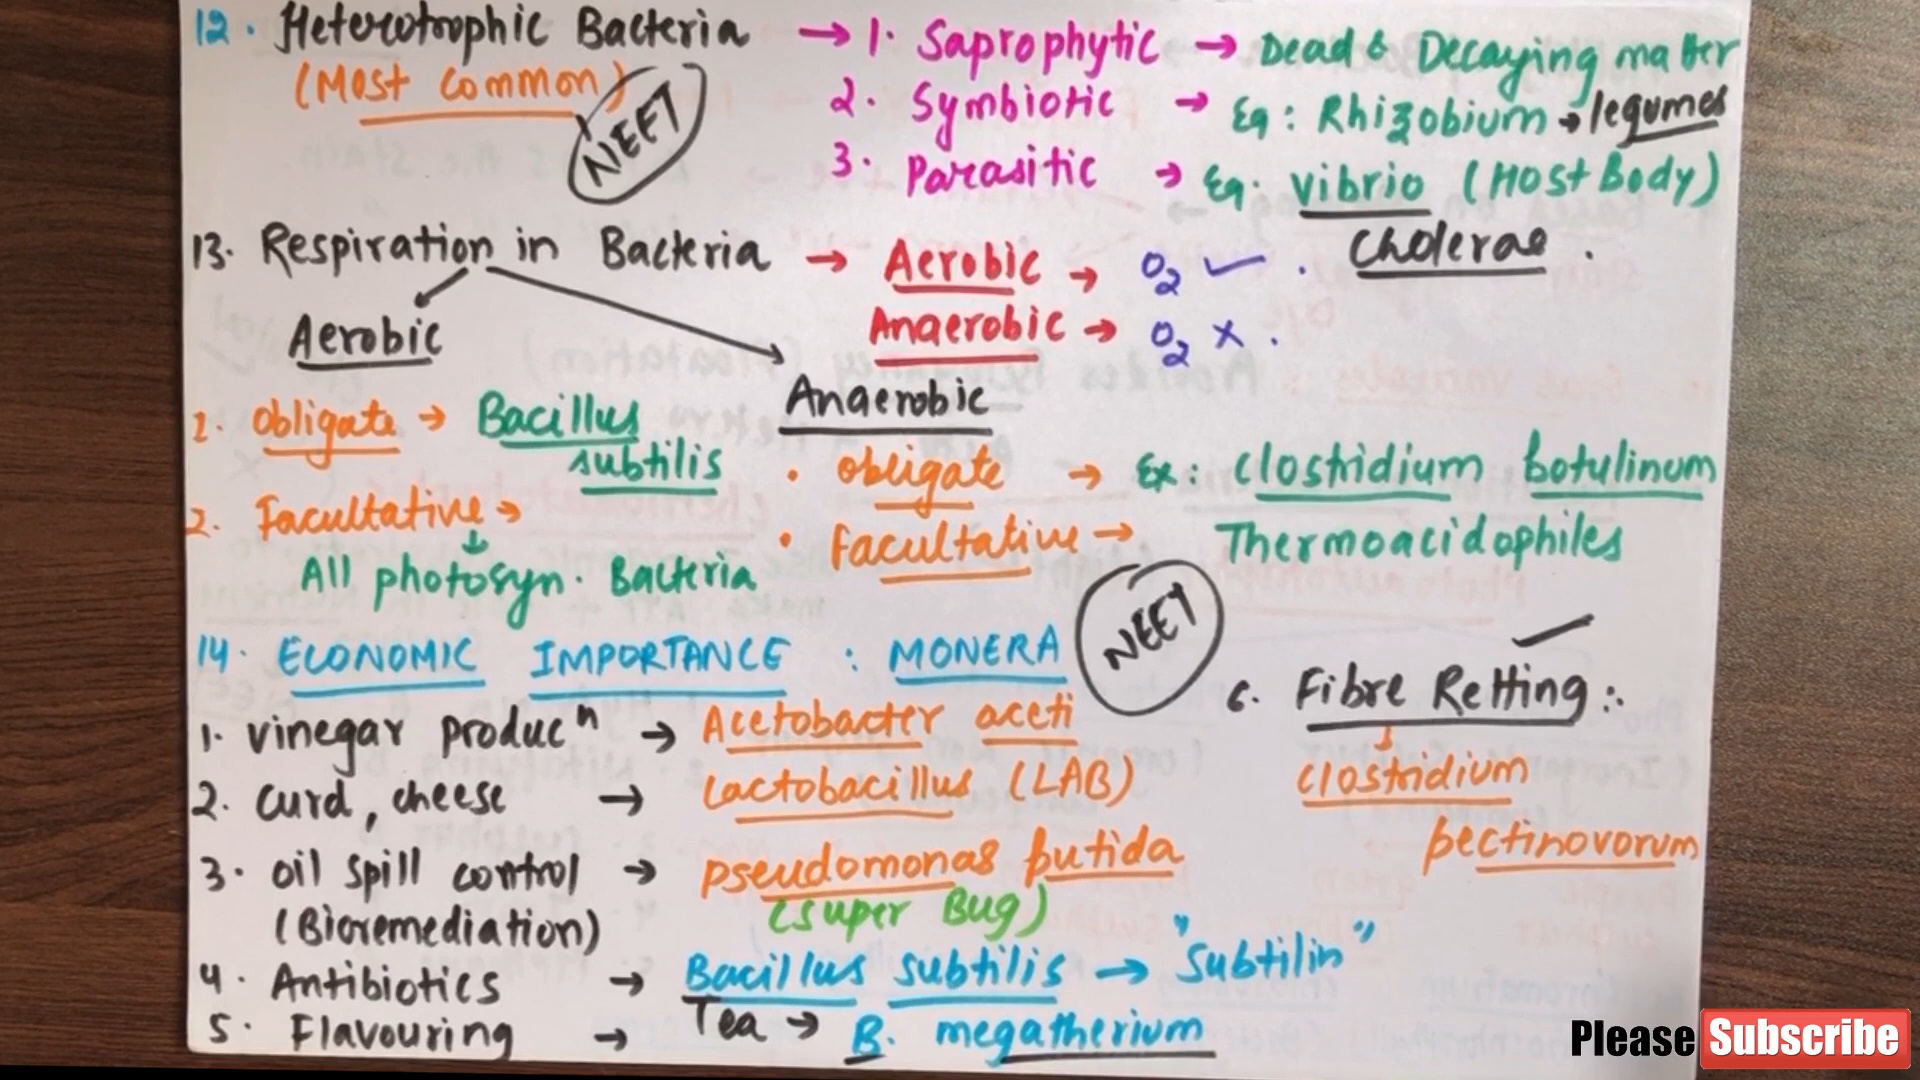 12. Heterotrophic Bacteria → 1. Saprophytic → Dead & Decaying matter
(Most common) NEET
2. Symbiotic → Eg: Rhizobium → legumes
3. Parasitic → Eg. Vibrio (Host Body)
Cholerae.
13. Respiration in Bacteria → Aerobic → O2 ✓.
Anaerobic → O2 ×.
Aerobic
Anaerobic
1. Obligate → Bacillus
subtilis
2. Facultative →
All photosyn. Bacteria
• obligate → Ex: Clostridium botulinum
• Facultative → Thermoacidophiles
14. ECONOMIC IMPORTANCE : MONERA NEET
1. vinegar producn → Acetobacter aceti
2. curd, cheese → Lactobacillus (LAB)
3. oil spill control → pseudomonas putida
(Bioremediation) (super Bug)
4. Antibiotics → Bacillus subtilis → "Subtilin"
5. Flavouring → Tea → B. megatherium
6. Fibre Retting :.
clostridium
pectinovorum
Please Subscribe